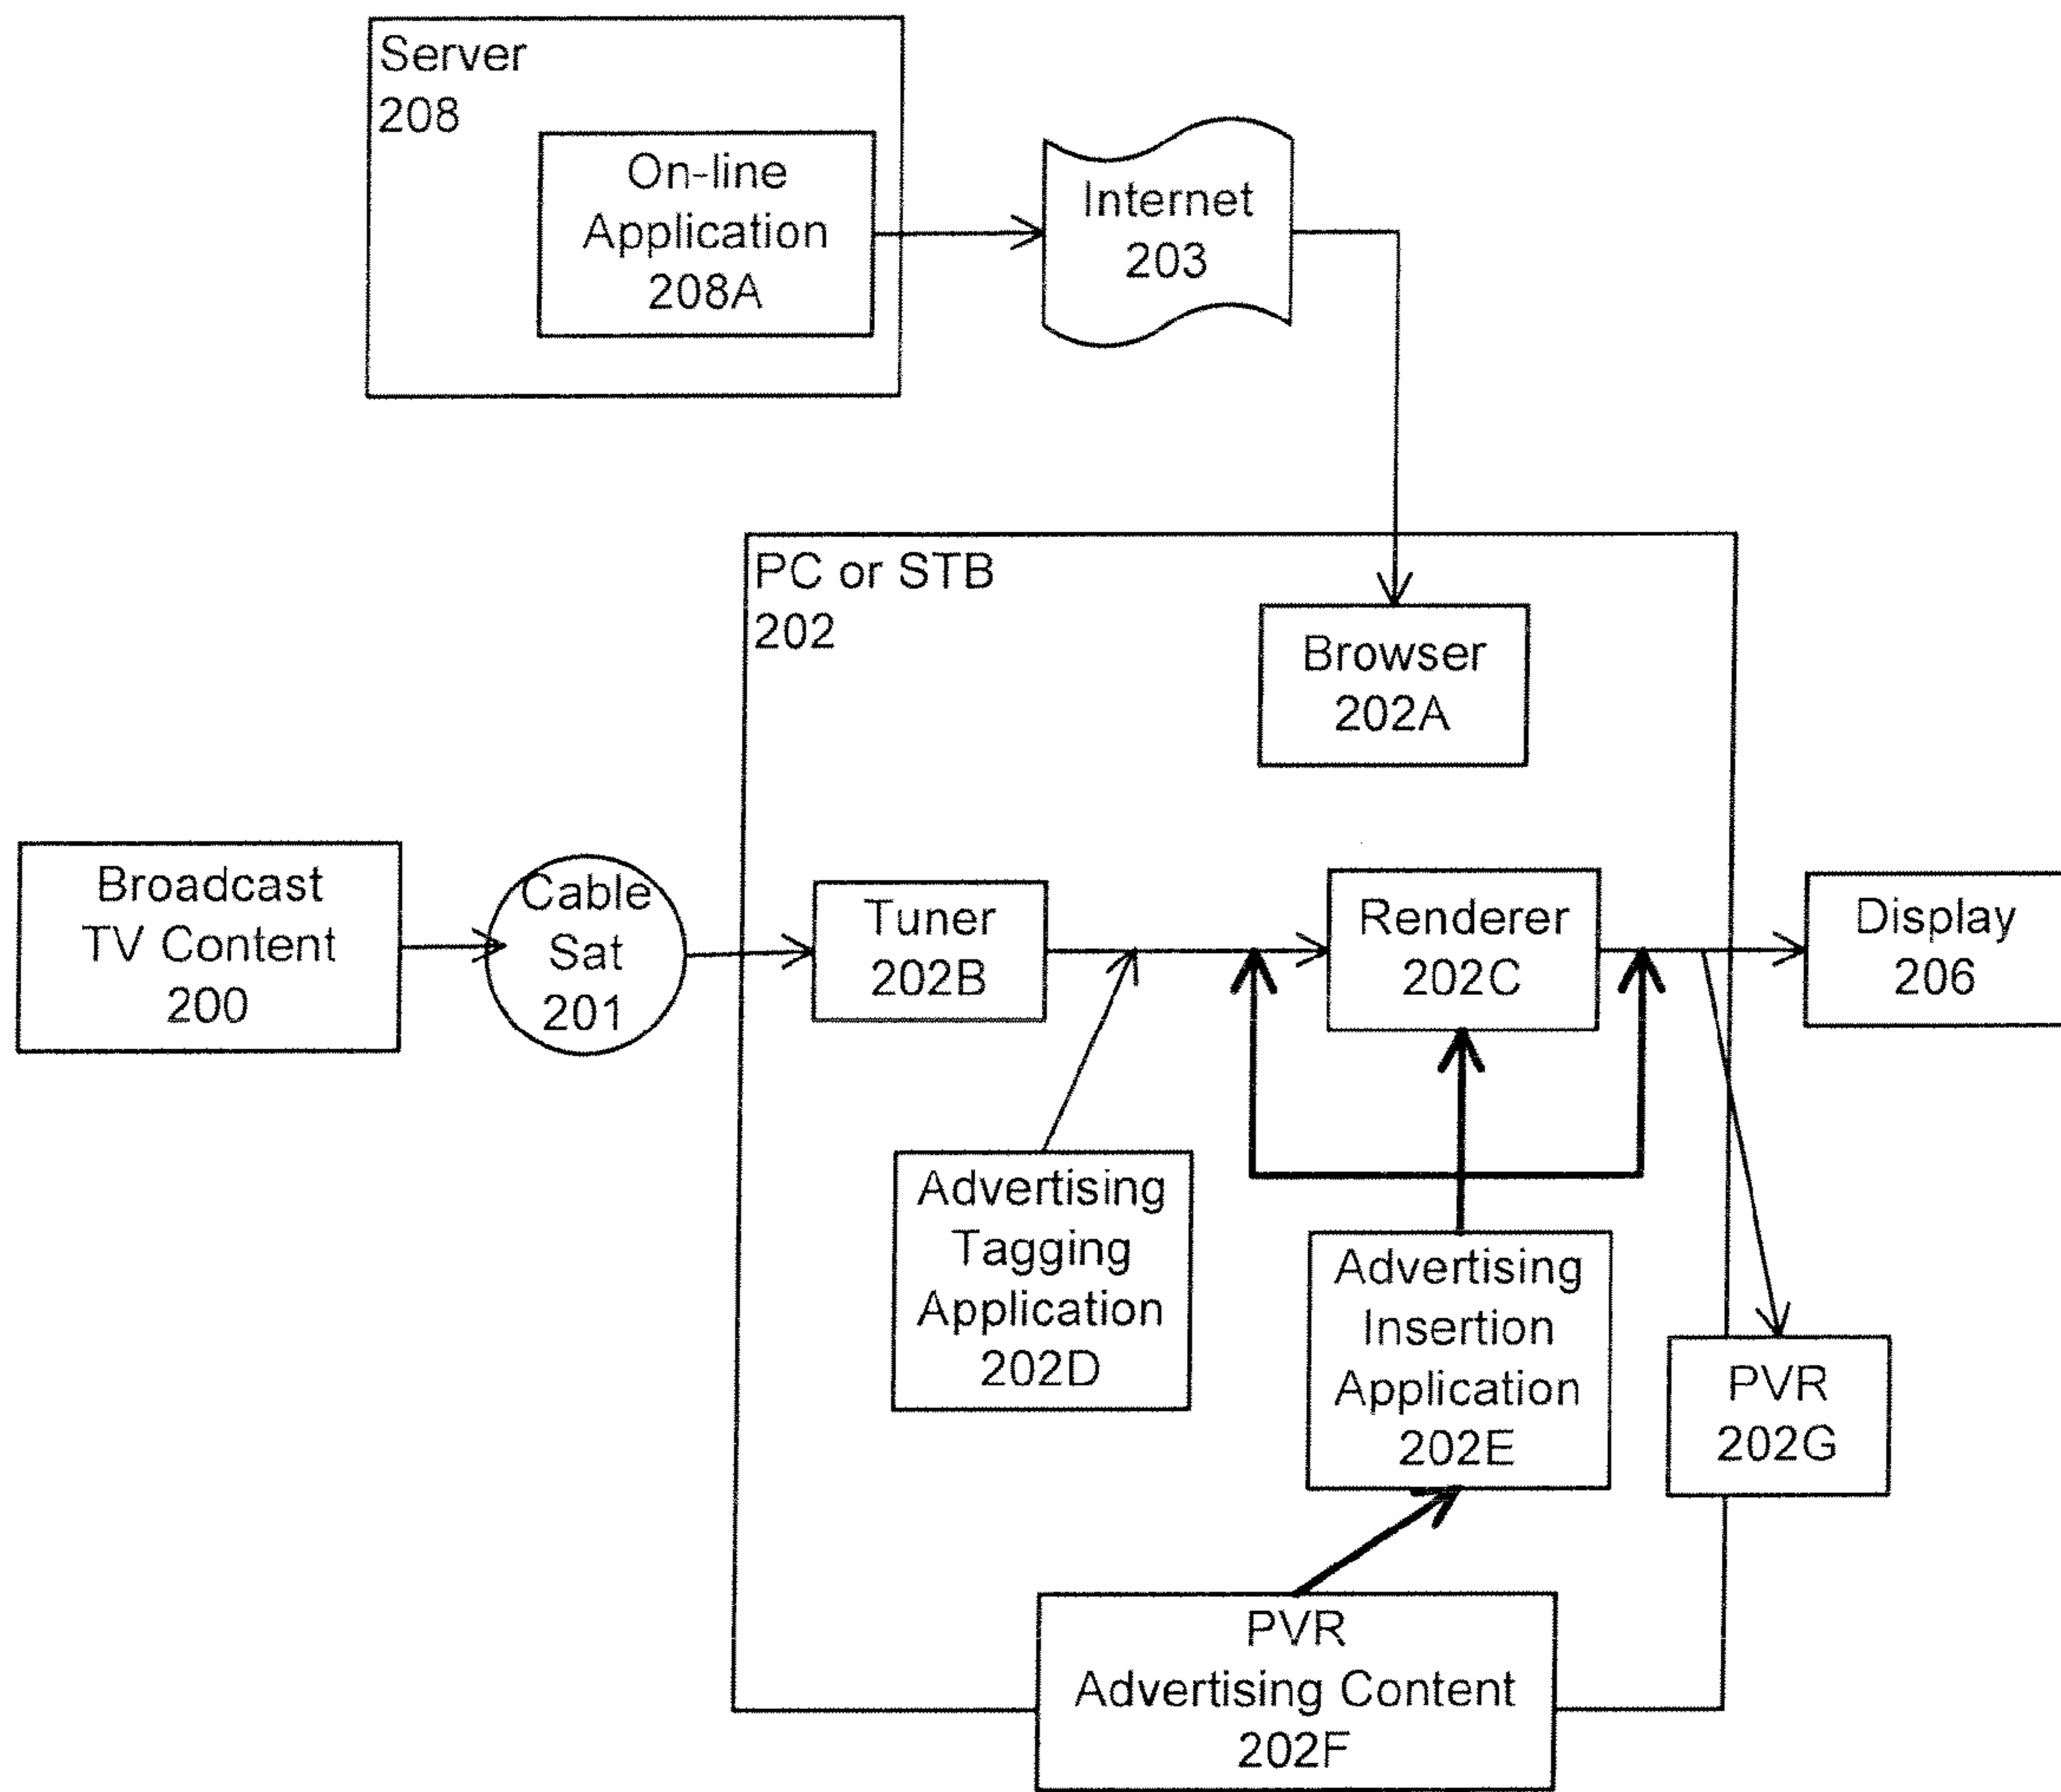 Server
208
On-line
Application
208A
Internet
203
PC or STB
202
Browser
202A
Broadcast
TV Content
200
Cable
Sat
201
Tuner
202B
Renderer
202C
Display
206
Advertising
Tagging
Application
202D
Advertising
Insertion
Application
202E
PVR
202G
PVR
Advertising Content
202F